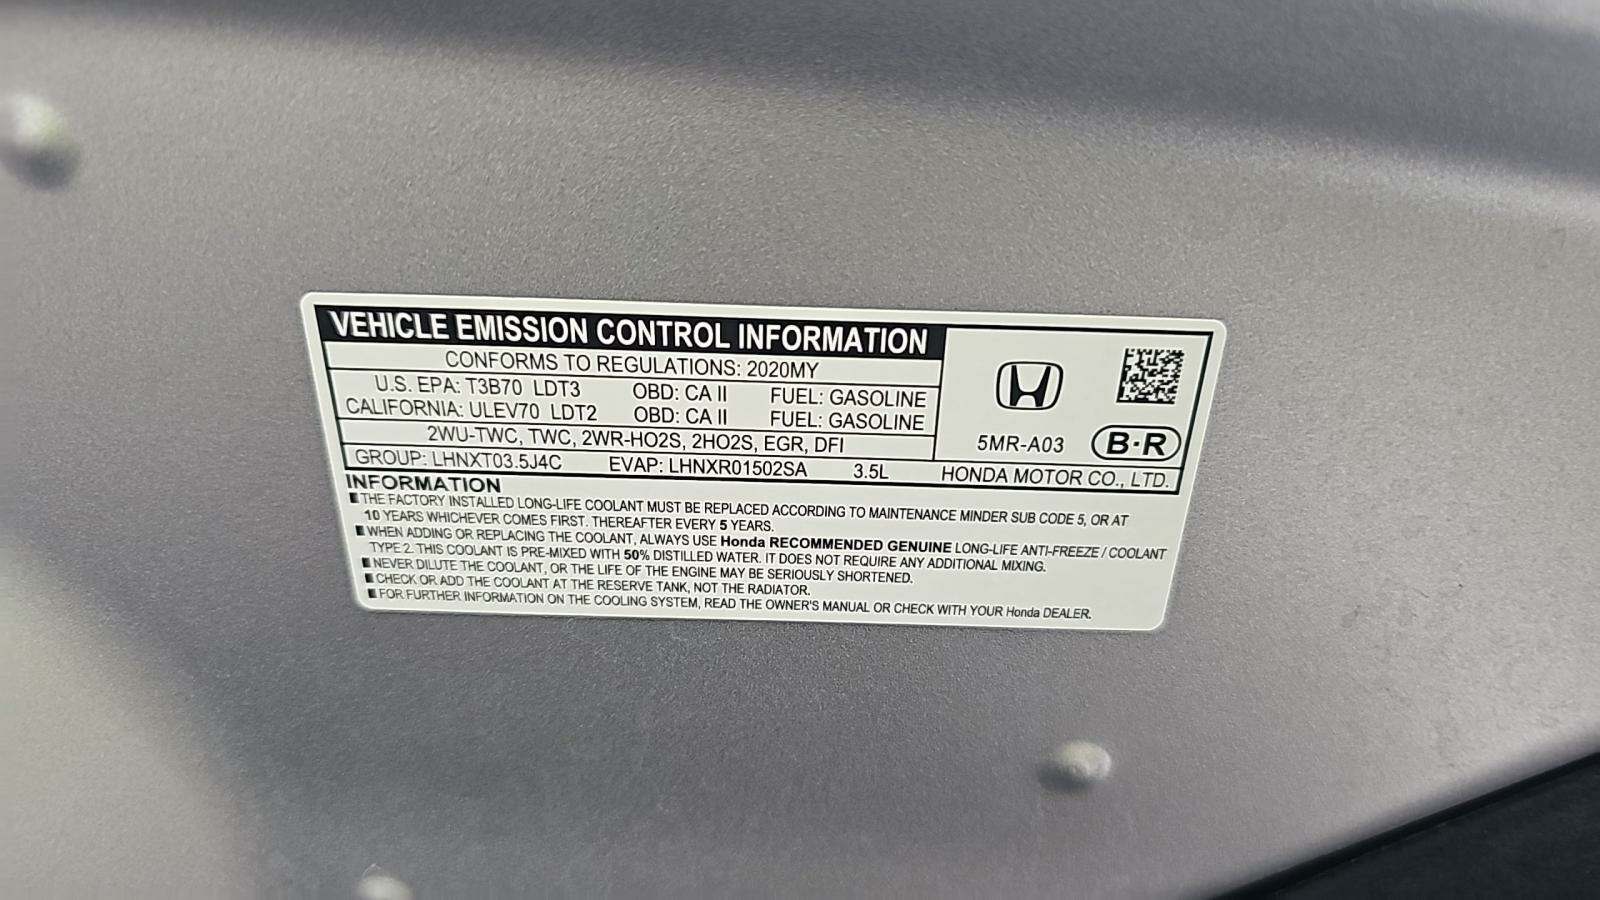 VEHICLE EMISSION CONTROL INFORMATION
CONFORMS TO REGULATIONS: 2020MY
U.S. EPA: T3B70 LDT3 OBD: CA II FUEL: GASOLINE
CALIFORNIA: ULEV70 LDT2 OBD: CA II FUEL: GASOLINE
2WU-TWC, TWC, 2WR-HO2S, 2HO2S, EGR, DFI
5MR-A03 B·R
GROUP: LHNXT03.5J4C EVAP: LHNXR01502SA 3.5L HONDA MOTOR CO., LTD.
INFORMATION
THE FACTORY INSTALLED LONG-LIFE COOLANT MUST BE REPLACED ACCORDING TO MAINTENANCE MINDER SUB CODE 5, OR AT
10 YEARS WHICHEVER COMES FIRST. THEREAFTER EVERY 5 YEARS.
WHEN ADDING OR REPLACING THE COOLANT, ALWAYS USE Honda RECOMMENDED GENUINE LONG-LIFE ANTI-FREEZE / COOLANT
TYPE 2. THIS COOLANT IS PRE-MIXED WITH 50% DISTILLED WATER. IT DOES NOT REQUIRE ANY ADDITIONAL MIXING.
NEVER DILUTE THE COOLANT, OR THE LIFE OF THE ENGINE MAY BE SERIOUSLY SHORTENED.
CHECK OR ADD THE COOLANT AT THE RESERVE TANK, NOT THE RADIATOR.
FOR FURTHER INFORMATION ON THE COOLING SYSTEM, READ THE OWNER'S MANUAL OR CHECK WITH YOUR Honda DEALER.